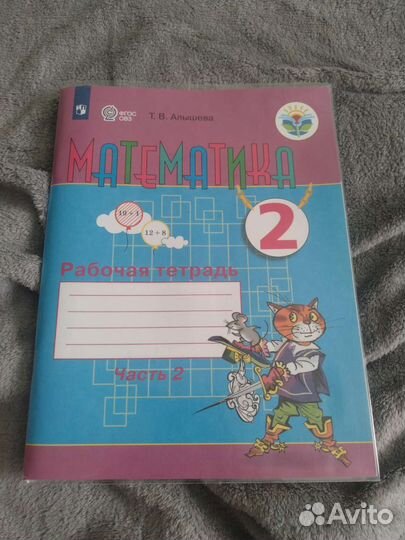 ФГОС
ОВЗ
Т. В. Алышева
МАТЕМАТИКА
2
19 + 1
12 + 8
Рабочая тетрадь
Часть 2
Avito